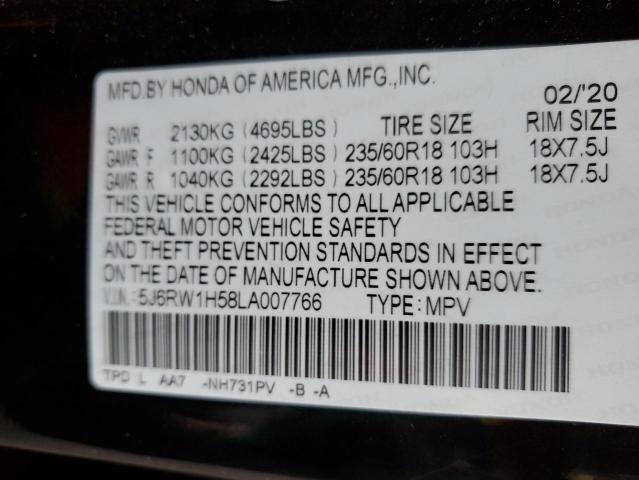 MFD.BY HONDA OF AMERICA MFG.,INC.
02/'20
GVWR 2130KG (4695LBS) TIRE SIZE RIM SIZE
GAWR F 1100KG (2425LBS) 235/60R18 103H 18X7.5J
GAWR R 1040KG (2292LBS) 235/60R18 103H 18X7.5J
THIS VEHICLE CONFORMS TO ALL APPLICABLE
FEDERAL MOTOR VEHICLE SAFETY
AND THEFT PREVENTION STANDARDS IN EFFECT
ON THE DATE OF MANUFACTURE SHOWN ABOVE.
V.I.N.:5J6RW1H58LA007766 TYPE:MPV
TPD L AA7 -NH731PV -B -A